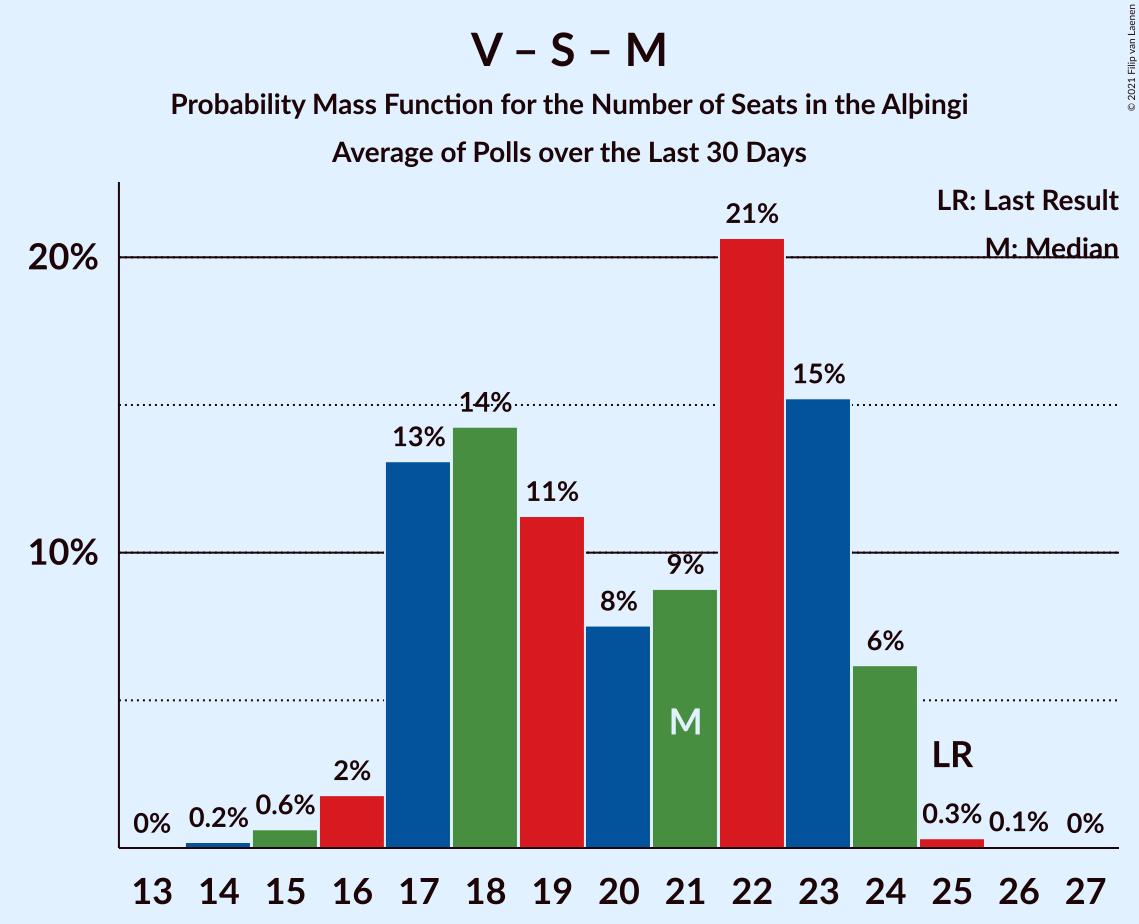 V – S – M
Probability Mass Function for the Number of Seats in the Alþingi
Average of Polls over the Last 30 Days
© 2021 Filip van Laenen
LR: Last Result
M: Median
20%
10%
0%
0.2%
0.6%
2%
13%
14%
11%
8%
9%
21%
15%
6%
0.3%
0.1%
0%
M
LR
13 14 15 16 17 18 19 20 21 22 23 24 25 26 27